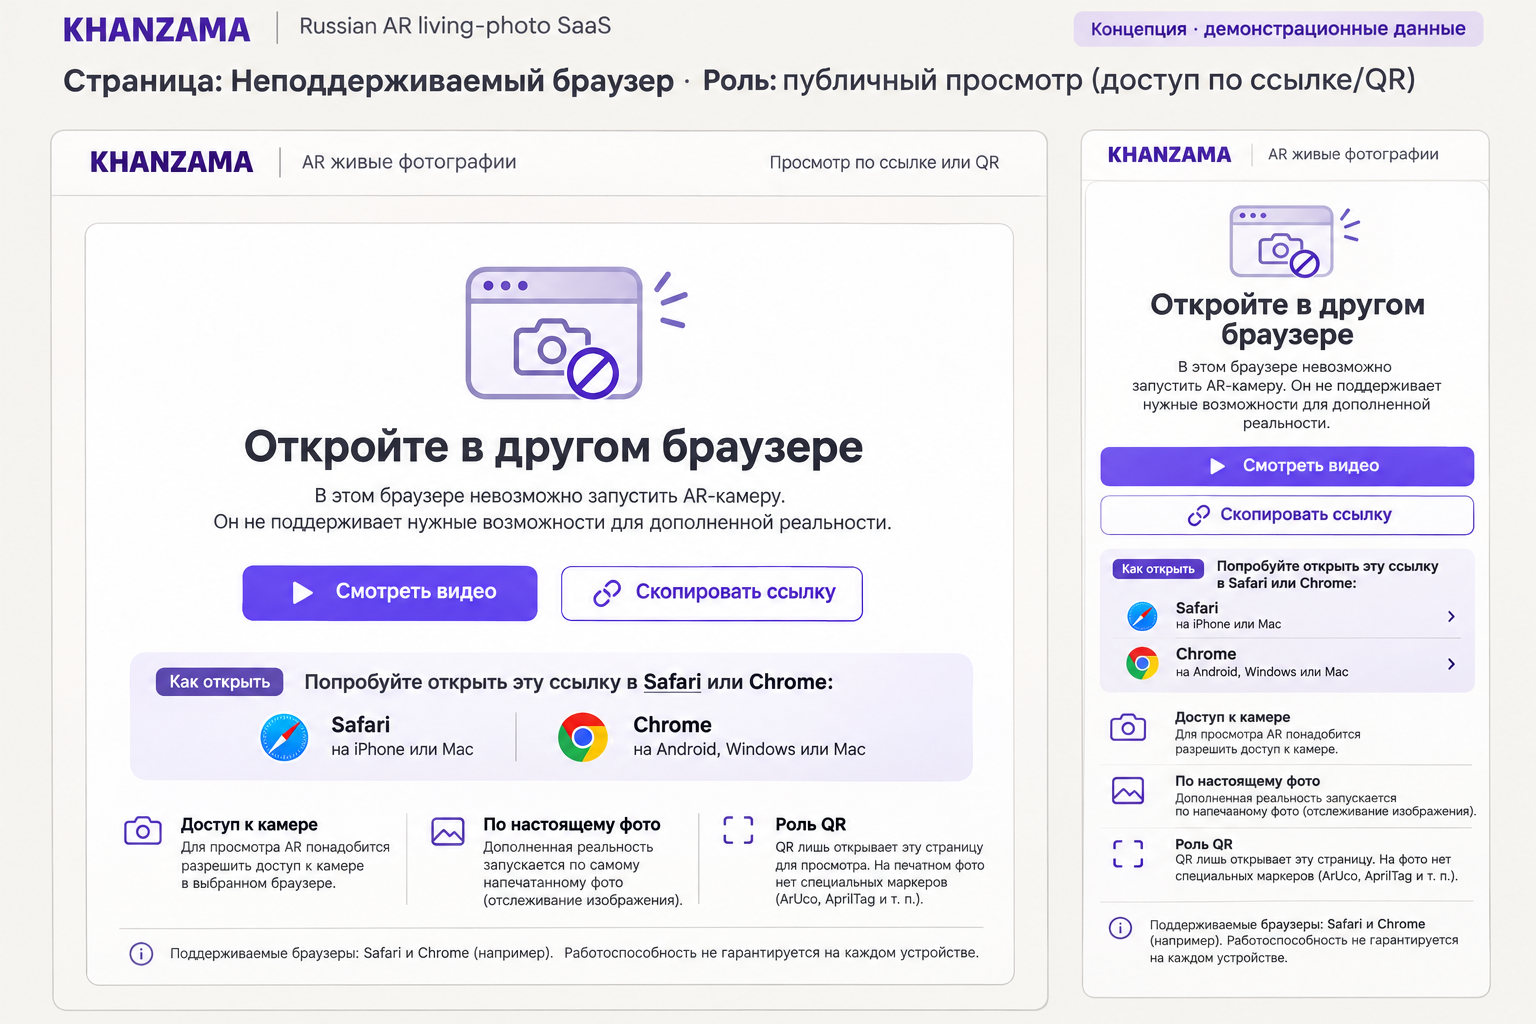 KHANZAMA
Russian AR living-photo SaaS
Концепция · демонстрационные данные
Страница: Неподдерживаемый браузер · Роль: публичный просмотр (доступ по ссылке/QR)
KHANZAMA
AR живые фотографии
Просмотр по ссылке или QR
Откройте в другом браузере
В этом браузере невозможно запустить AR-камеру.
Он не поддерживает нужные возможности для дополненной реальности.
Смотреть видео
Скопировать ссылку
Как открыть
Попробуйте открыть эту ссылку в Safari или Chrome:
Safari
на iPhone или Mac
Chrome
на Android, Windows или Mac
Доступ к камере
Для просмотра AR понадобится
разрешить доступ к камере
в выбранном браузере.
По настоящему фото
Дополненная реальность
запускается по самому
напечатанному фото
(отслеживание изображения).
Роль QR
QR лишь открывает эту страницу
для просмотра. На печатном фото
нет специальных маркеров
(ArUco, AprilTag и т. п.).
Поддерживаемые браузеры: Safari и Chrome (например). Работоспособность не гарантируется на каждом устройстве.
KHANZAMA
AR живые фотографии
Откройте в другом
браузере
В этом браузере невозможно
запустить AR-камеру. Он не поддерживает
нужные возможности для дополненной
реальности.
Смотреть видео
Скопировать ссылку
Как открыть
Попробуйте открыть эту ссылку
в Safari или Chrome:
Safari
на iPhone или Mac
Chrome
на Android, Windows или Mac
Доступ к камере
Для просмотра AR понадобится
разрешить доступ к камере.
По настоящему фото
Дополненная реальность запускается
по напечаному фото (отслеживание изображения).
Роль QR
QR лишь открывает эту страницу. На фото нет
специальных маркеров (ArUco, AprilTag и т. п.).
Поддерживаемые браузеры: Safari и Chrome
(например). Работоспособность не гарантируется
на каждом устройстве.